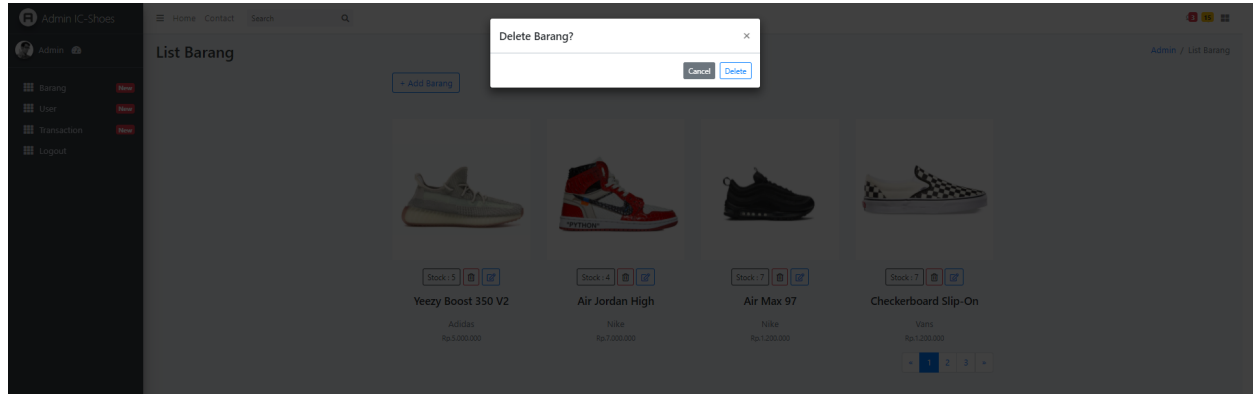 Admin IC-Shoes
Home Contact Search
3 15
Admin
Barang New
User New
Transaction New
Logout
List Barang
Admin / List Barang
Delete Barang? ×
Cancel Delete
+ Add Barang
"PYTHON"
Stock : 5
Yeezy Boost 350 V2
Adidas
Rp.5.000.000
Stock : 4
Air Jordan High
Nike
Rp.7.000.000
Stock : 7
Air Max 97
Nike
Rp.1.200.000
Stock : 7
Checkerboard Slip-On
Vans
Rp.1.200.000
« 1 2 3 »